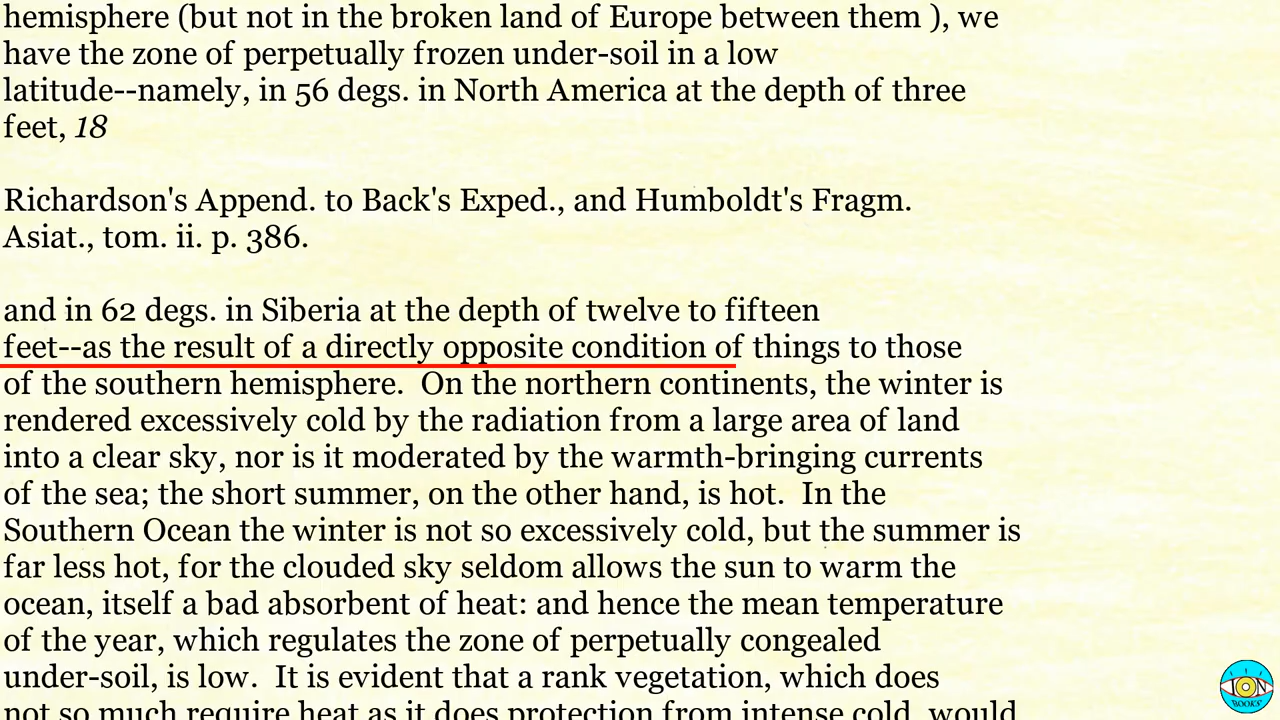 hemisphere (but not in the broken land of Europe between them ), we
have the zone of perpetually frozen under-soil in a low
latitude--namely, in 56 degs. in North America at the depth of three
feet, 18
Richardson's Append. to Back's Exped., and Humboldt's Fragm.
Asiat., tom. ii. p. 386.
and in 62 degs. in Siberia at the depth of twelve to fifteen
feet--as the result of a directly opposite condition of things to those
of the southern hemisphere.  On the northern continents, the winter is
rendered excessively cold by the radiation from a large area of land
into a clear sky, nor is it moderated by the warmth-bringing currents
of the sea; the short summer, on the other hand, is hot.  In the
Southern Ocean the winter is not so excessively cold, but the summer is
far less hot, for the clouded sky seldom allows the sun to warm the
ocean, itself a bad absorbent of heat: and hence the mean temperature
of the year, which regulates the zone of perpetually congealed
under-soil, is low.  It is evident that a rank vegetation, which does
not so much require heat as it does protection from intense cold, would
ION
BOOKS